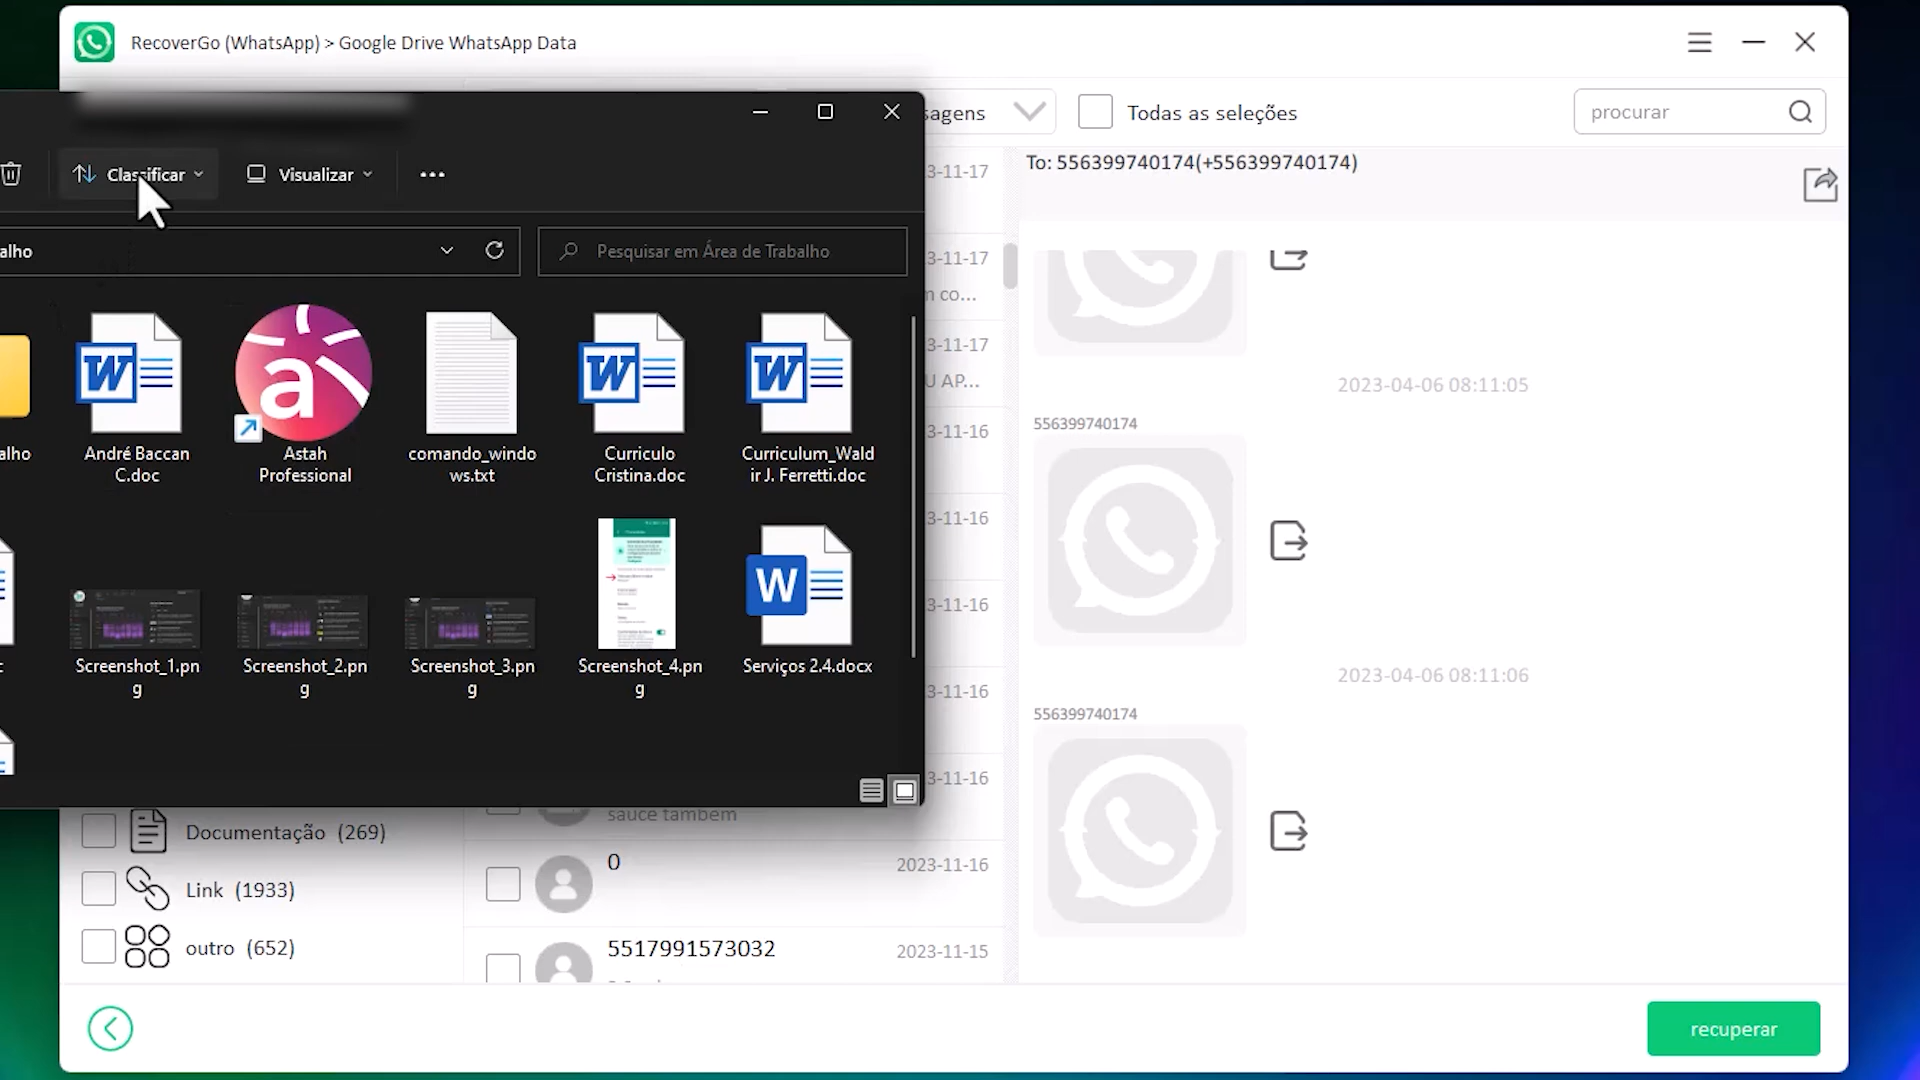 RecoverGo (WhatsApp) > Google Drive WhatsApp Data
sagens
Todas as seleções
procurar
Classificar
Visualizar
alho
Pesquisar em Área de Trabalho
alho
André Baccan
C.doc
Astah
Professional
comando_windo
ws.txt
Curriculo
Cristina.doc
Curriculum_Wald
ir J. Ferretti.doc
Screenshot_1.pn
g
Screenshot_2.pn
g
Screenshot_3.pn
g
Screenshot_4.pn
g
Serviços 2.4.docx
3-11-17
3-11-17
n co...
3-11-17
U AP...
3-11-16
3-11-16
3-11-16
3-11-16
3-11-16
sauce também
0
2023-11-16
5517991573032
2023-11-15
To: 556399740174(+556399740174)
2023-04-06 08:11:05
556399740174
2023-04-06 08:11:06
556399740174
Documentação (269)
Link (1933)
outro (652)
recuperar